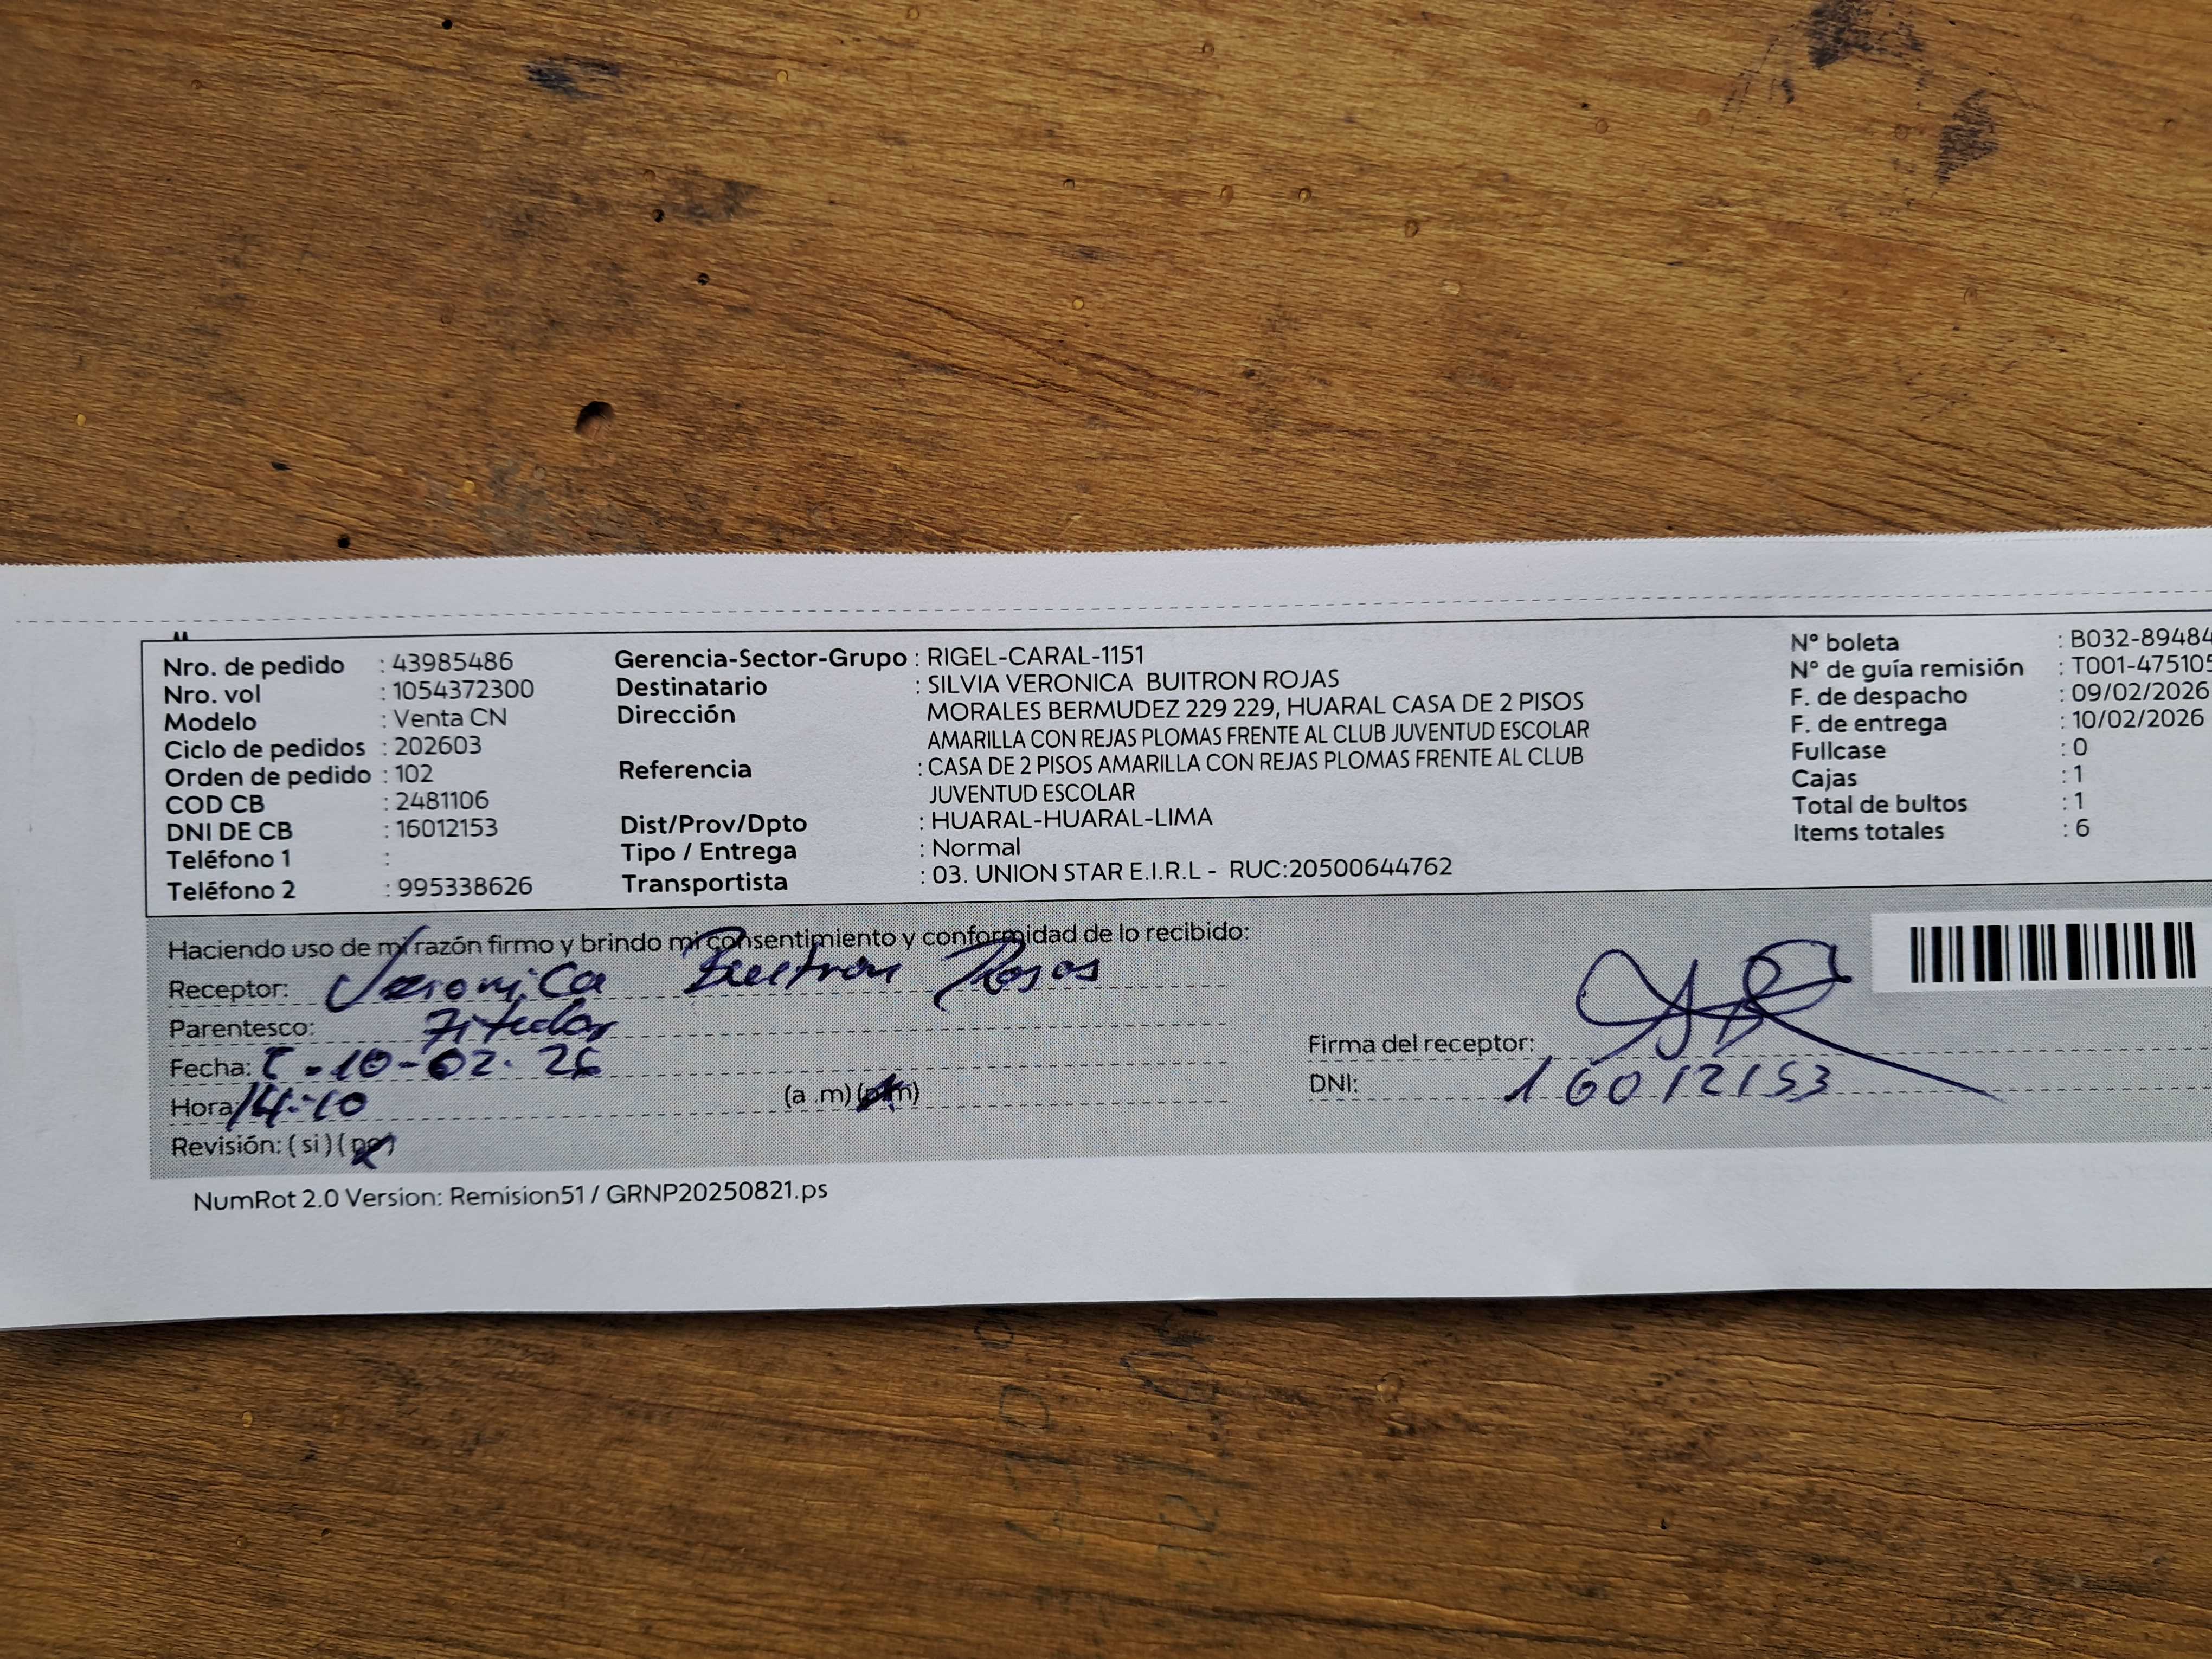 Nro. de pedido : 43985486
Nro. vol : 1054372300
Modelo : Venta CN
Ciclo de pedidos : 202603
Orden de pedido : 102
COD CB : 2481106
DNI DE CB : 16012153
Teléfono 1 :
Teléfono 2 : 995338626
Gerencia-Sector-Grupo : RIGEL-CARAL-1151
Destinatario : SILVIA VERONICA BUITRON ROJAS
Dirección MORALES BERMUDEZ 229 229, HUARAL CASA DE 2 PISOS
AMARILLA CON REJAS PLOMAS FRENTE AL CLUB JUVENTUD ESCOLAR
Referencia : CASA DE 2 PISOS AMARILLA CON REJAS PLOMAS FRENTE AL CLUB
JUVENTUD ESCOLAR
Dist/Prov/Dpto : HUARAL-HUARAL-LIMA
Tipo / Entrega : Normal
Transportista : 03. UNION STAR E.I.R.L - RUC:20500644762
N° boleta : B032-89484
N° de guía remisión : T001-475105
F. de despacho : 09/02/2026
F. de entrega : 10/02/2026
Fullcase : 0
Cajas : 1
Total de bultos : 1
Items totales : 6
Haciendo uso de mi razón firmo y brindo mi consentimiento y conformidad de lo recibido:
Receptor: Veronica Buitron Rojas
Parentesco: Titular
Fecha: 10-02-26
Hora: 14:10 (a .m) (p.m)
Revisión: ( si ) ( no )
Firma del receptor:
DNI: 16012153
NumRot 2.0 Version: Remision51 / GRNP20250821.ps